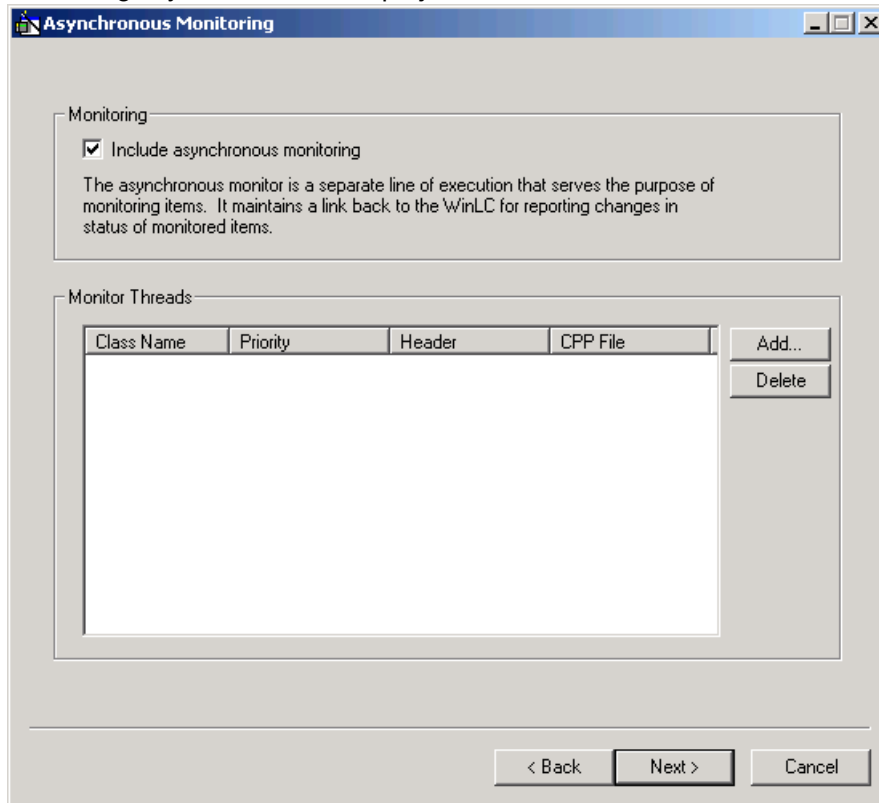 Asynchronous Monitoring
Monitoring
Include asynchronous monitoring
The asynchronous monitor is a separate line of execution that serves the purpose of
monitoring items. It maintains a link back to the WinLC for reporting changes in
status of monitored items.
Monitor Threads
Class Name Priority Header CPP File
Add...
Delete
< Back Next > Cancel